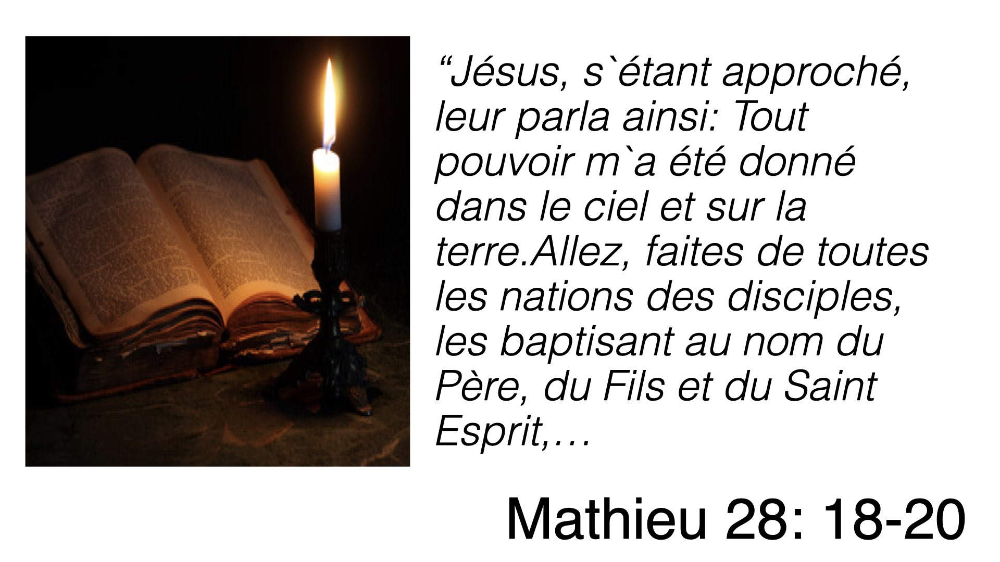 “Jésus, s`étant approché,
leur parla ainsi: Tout
pouvoir m`a été donné
dans le ciel et sur la
terre.Allez, faites de toutes
les nations des disciples,
les baptisant au nom du
Père, du Fils et du Saint
Esprit,…
Mathieu 28: 18-20